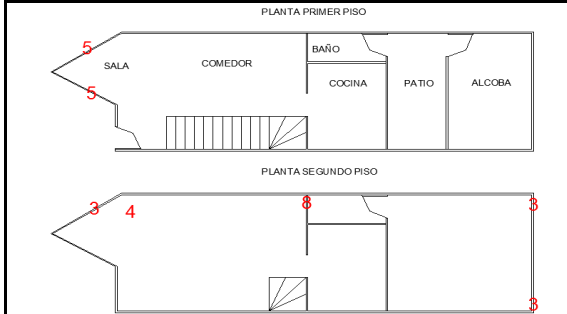 PLANTA PRIMER PISO
5
BAÑO
SALA
COMEDOR
5
COCINA
PATIO
ALCOBA
PLANTA SEGUNDO PISO
3
4
8
3
3